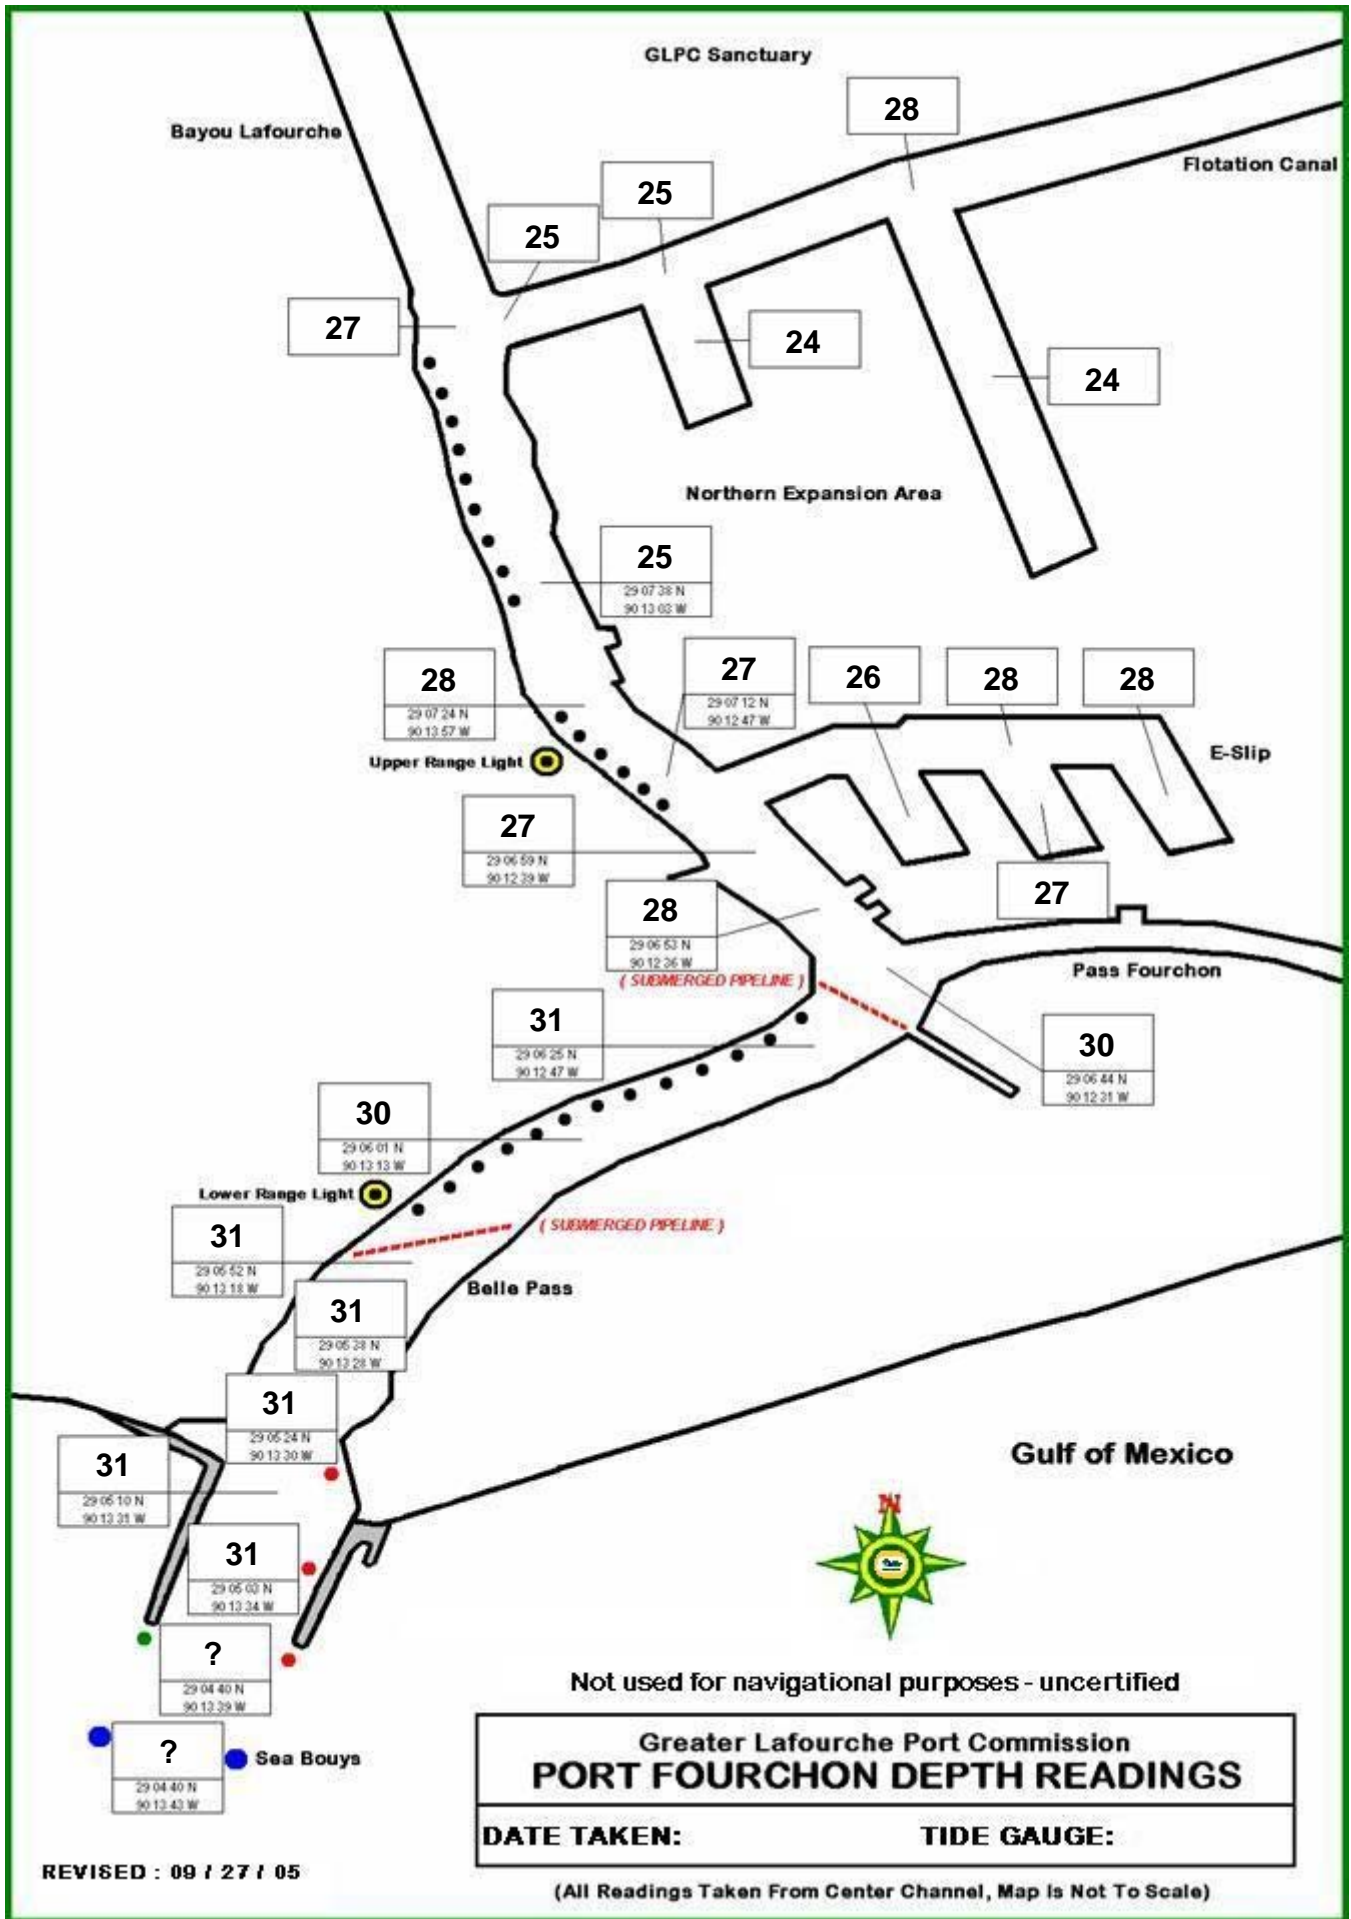 GLPC Sanctuary
28
Bayou Lafourche
Flotation Canal
25
25
27
24
24
Northern Expansion Area
25
29 07 38 N
90 13 03 W
28
29 07 24 N
90 13 57 W
27
29 07 12 N
90 12 47 W
26
28
28
Upper Range Light
E-Slip
27
29 06 59 N
90 12 39 W
27
28
29 06 53 N
90 12 36 W
( SUBMERGED PIPELINE )
Pass Fourchon
31
29 06 25 N
90 12 47 W
30
29 06 44 N
90 12 31 W
30
29 06 01 N
90 13 13 W
Lower Range Light
31
29 05 52 N
90 13 18 W
( SUBMERGED PIPELINE )
Belle Pass
31
29 05 38 N
90 13 28 W
31
29 05 24 N
90 13 30 W
31
29 05 10 N
90 13 31 W
Gulf of Mexico
N
31
29 05 03 N
90 13 34 W
?
29 04 40 N
90 13 39 W
?
29 04 40 N
90 13 43 W
Sea Bouys
Not used for navigational purposes - uncertified
Greater Lafourche Port Commission
PORT FOURCHON DEPTH READINGS
DATE TAKEN: TIDE GAUGE:
REVISED : 09 / 27 / 05
(All Readings Taken From Center Channel, Map Is Not To Scale)